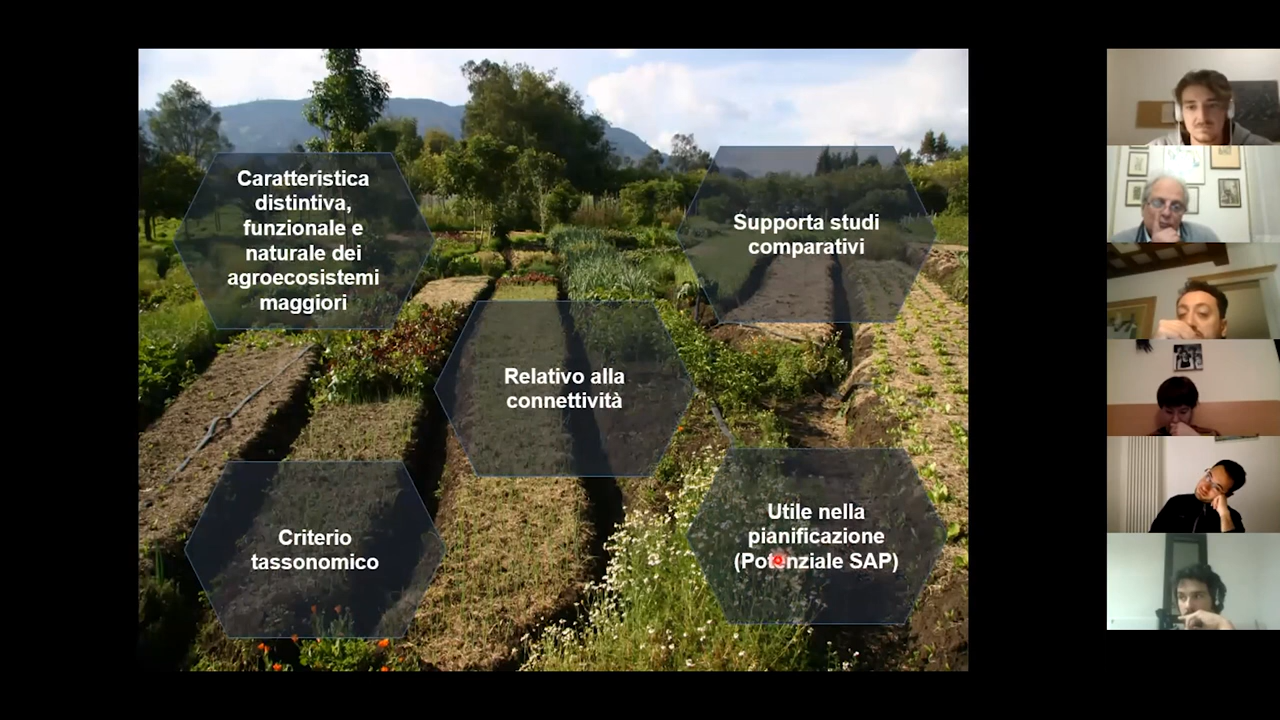 Caratteristica
distintiva,
funzionale e
naturale dei
agroecosistemi
maggiori
Supporta studi
comparativi
Relativo alla
connettività
Criterio
tassonomico
Utile nella
pianificazione
(Potenziale SAP)